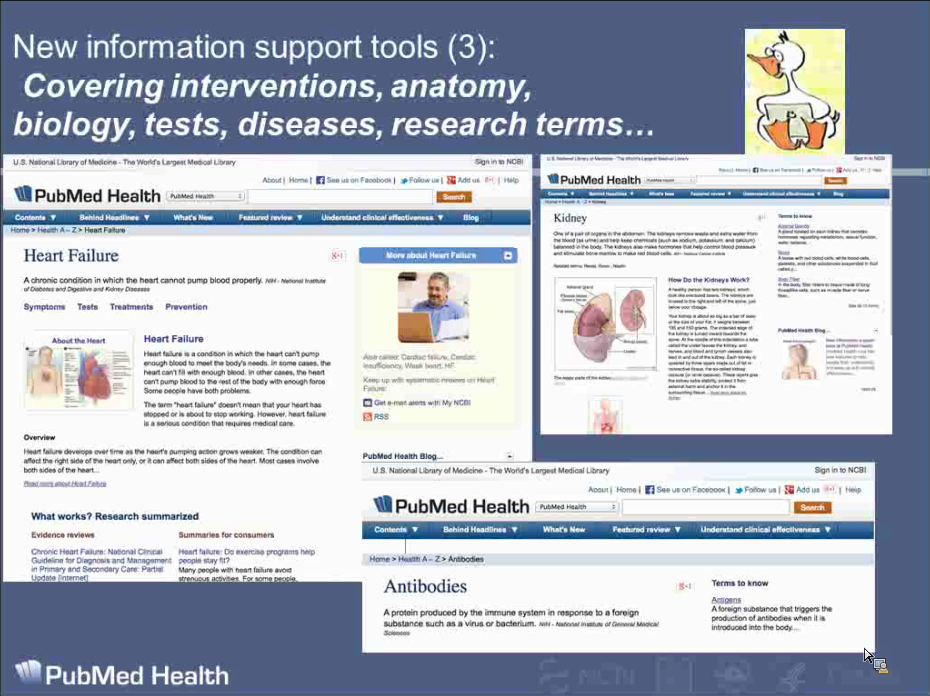 New information support tools (3):
Covering interventions, anatomy,
biology, tests, diseases, research terms…
U.S. National Library of Medicine - The World's Largest Medical Library
Sign in to NCBI
About | Home | See us on Facebook | Follow us | Add us | Help
PubMed Health
PubMed Health
Search
Contents
Behind Headlines
What's New
Featured review
Understand clinical effectiveness
Blog
Home > Health A – Z > Heart Failure
Heart Failure
A chronic condition in which the heart cannot pump blood properly. NIH - National Institute
of Diabetes and Digestive and Kidney Diseases
Symptoms Tests Treatments Prevention
About the Heart
Heart Failure
Heart failure is a condition in which the heart can't pump
enough blood to meet the body's needs. In some cases, the
heart can't fill with enough blood. In other cases, the heart
can't pump blood to the rest of the body with enough force
Some people have both problems.
The term "heart failure" doesn't mean that your heart has
stopped or is about to stop working. However, heart failure
is a serious condition that requires medical care.
Overview
Heart failure develops over time as the heart's pumping action grows weaker. The condition can
affect the right side of the heart only, or it can affect both sides of the heart. Most cases involve
both sides of the heart...
Read more about Heart Failure
What works? Research summarized
Evidence reviews
Chronic Heart Failure: National Clinical
Guideline for Diagnosis and Management
in Primary and Secondary Care: Partial
Update [Internet]
Summaries for consumers
Heart failure: Do exercise programs help
people stay fit?
Many people with heart failure avoid
strenuous activities. For some people,
More about Heart Failure
Also called: Cardiac failure, Cardiac
insufficiency, Weak heart, HF
Keep up with systematic reviews on Heart
Failure:
Get e-mail alerts with My NCBI
RSS
PubMed Health Blog...
U.S. National Library of Medicine - The World's Largest Medical Library
Sign in to NCBI
PubMed Health
Search
Contents
Behind Headlines
What's New
Featured review
Understand clinical effectiveness
Blog
Home > Health A – Z > Kidney
Kidney
One of a pair of organs in the abdomen. The kidneys remove waste and extra water from
the blood (as urine) and help keep chemicals (such as sodium, potassium, and calcium)
balanced in the body. The kidneys also make hormones that help control blood pressure
and stimulate bone marrow to make red blood cells.
How Do the Kidneys Work?
Terms to know
PubMed Health Blog...
U.S. National Library of Medicine - The World's Largest Medical Library
Sign in to NCBI
About | Home | See us on Facebook | Follow us | Add us | Help
PubMed Health
PubMed Health
Search
Contents
Behind Headlines
What's New
Featured review
Understand clinical effectiveness
Home > Health A – Z > Antibodies
Antibodies
A protein produced by the immune system in response to a foreign
substance such as a virus or bacterium. NIH - National Institute of General Medical
Sciences
Terms to know
Antigens
A foreign substance that triggers the
production of antibodies when it is
introduced into the body....
PubMed Health
NCBI